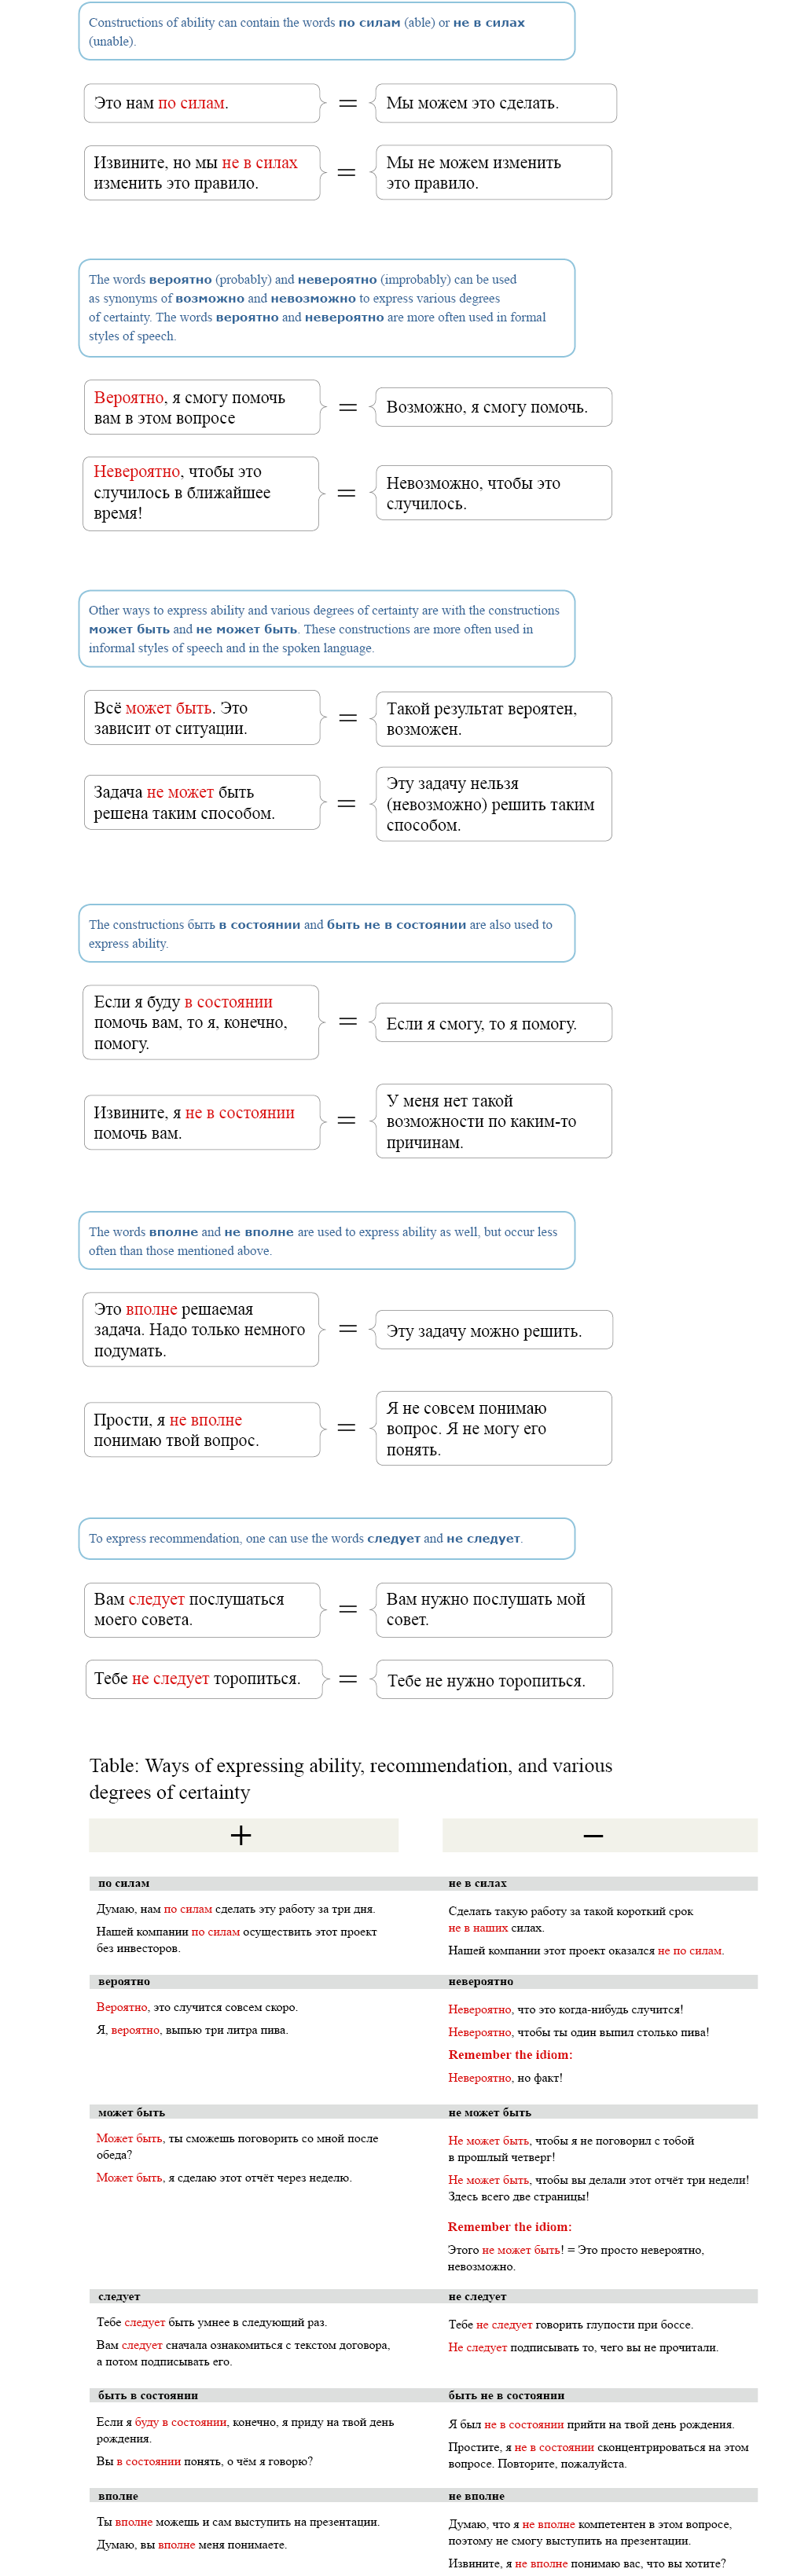 Constructions of ability can contain the words по силам (able) or не в силах
(unable).
Это нам по силам.
=
Мы можем это сделать.
Извините, но мы не в силах
изменить это правило.
=
Мы не можем изменить
это правило.
The words вероятно (probably) and невероятно (improbably) can be used
as synonyms of возможно and невозможно to express various degrees
of certainty. The words вероятно and невероятно are more often used in formal
styles of speech.
Вероятно, я смогу помочь
вам в этом вопросе
=
Возможно, я смогу помочь.
Невероятно, чтобы это
случилось в ближайшее
время!
=
Невозможно, чтобы это
случилось.
Other ways to express ability and various degrees of certainty are with the constructions
может быть and не может быть. These constructions are more often used in
informal styles of speech and in the spoken language.
Всё может быть. Это
зависит от ситуации.
=
Такой результат вероятен,
возможен.
Задача не может быть
решена таким способом.
=
Эту задачу нельзя
(невозможно) решить таким
способом.
The constructions быть в состоянии and быть не в состоянии are also used to
express ability.
Если я буду в состоянии
помочь вам, то я, конечно,
помогу.
=
Если я смогу, то я помогу.
Извините, я не в состоянии
помочь вам.
=
У меня нет такой
возможности по каким-то
причинам.
The words вполне and не вполне are used to express ability as well, but occur less
often than those mentioned above.
Это вполне решаемая
задача. Надо только немного
подумать.
=
Эту задачу можно решить.
Прости, я не вполне
понимаю твой вопрос.
=
Я не совсем понимаю
вопрос. Я не могу его
понять.
To express recommendation, one can use the words следует and не следует.
Вам следует послушаться
моего совета.
=
Вам нужно послушать мой
совет.
Тебе не следует торопиться.
=
Тебе не нужно торопиться.
Table: Ways of expressing ability, recommendation, and various
degrees of certainty
+
−
по силам
Думаю, нам по силам сделать эту работу за три дня.
Нашей компании по силам осуществить этот проект
без инвесторов.
не в силах
Сделать такую работу за такой короткий срок
не в наших силах.
Нашей компании этот проект оказался не по силам.
вероятно
Вероятно, это случится совсем скоро.
Я, вероятно, выпью три литра пива.
невероятно
Невероятно, что это когда-нибудь случится!
Невероятно, чтобы ты один выпил столько пива!
Remember the idiom:
Невероятно, но факт!
может быть
Может быть, ты сможешь поговорить со мной после
обеда?
Может быть, я сделаю этот отчёт через неделю.
не может быть
Не может быть, чтобы я не поговорил с тобой
в прошлый четверг!
Не может быть, чтобы вы делали этот отчёт три недели!
Здесь всего две страницы!
Remember the idiom:
Этого не может быть! = Это просто невероятно,
невозможно.
следует
Тебе следует быть умнее в следующий раз.
Вам следует сначала ознакомиться с текстом договора,
а потом подписывать его.
не следует
Тебе не следует говорить глупости при боссе.
Не следует подписывать то, чего вы не прочитали.
быть в состоянии
Если я буду в состоянии, конечно, я приду на твой день
рождения.
Вы в состоянии понять, о чём я говорю?
быть не в состоянии
Я был не в состоянии прийти на твой день рождения.
Простите, я не в состоянии сконцентрироваться на этом
вопросе. Повторите, пожалуйста.
вполне
Ты вполне можешь и сам выступить на презентации.
Думаю, вы вполне меня понимаете.
не вполне
Думаю, что я не вполне компетентен в этом вопросе,
поэтому не смогу выступить на презентации.
Извините, я не вполне понимаю вас, что вы хотите?